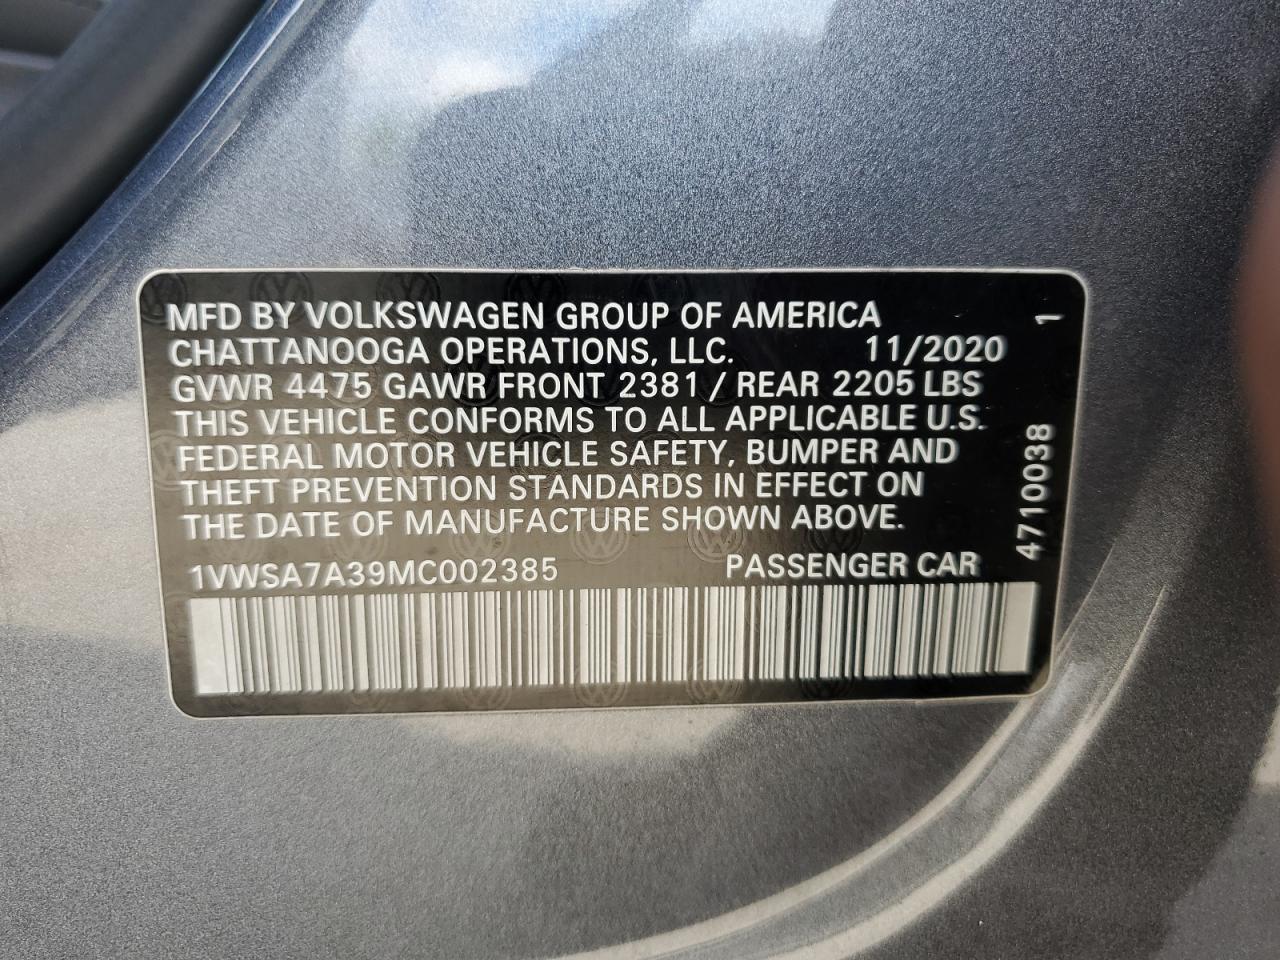 MFD BY VOLKSWAGEN GROUP OF AMERICA
CHATTANOOGA OPERATIONS, LLC. 11/2020
GVWR 4475 GAWR FRONT 2381 / REAR 2205 LBS
THIS VEHICLE CONFORMS TO ALL APPLICABLE U.S.
FEDERAL MOTOR VEHICLE SAFETY, BUMPER AND
THEFT PREVENTION STANDARDS IN EFFECT ON
THE DATE OF MANUFACTURE SHOWN ABOVE.
1VWSA7A39MC002385 PASSENGER CAR
4710038 1